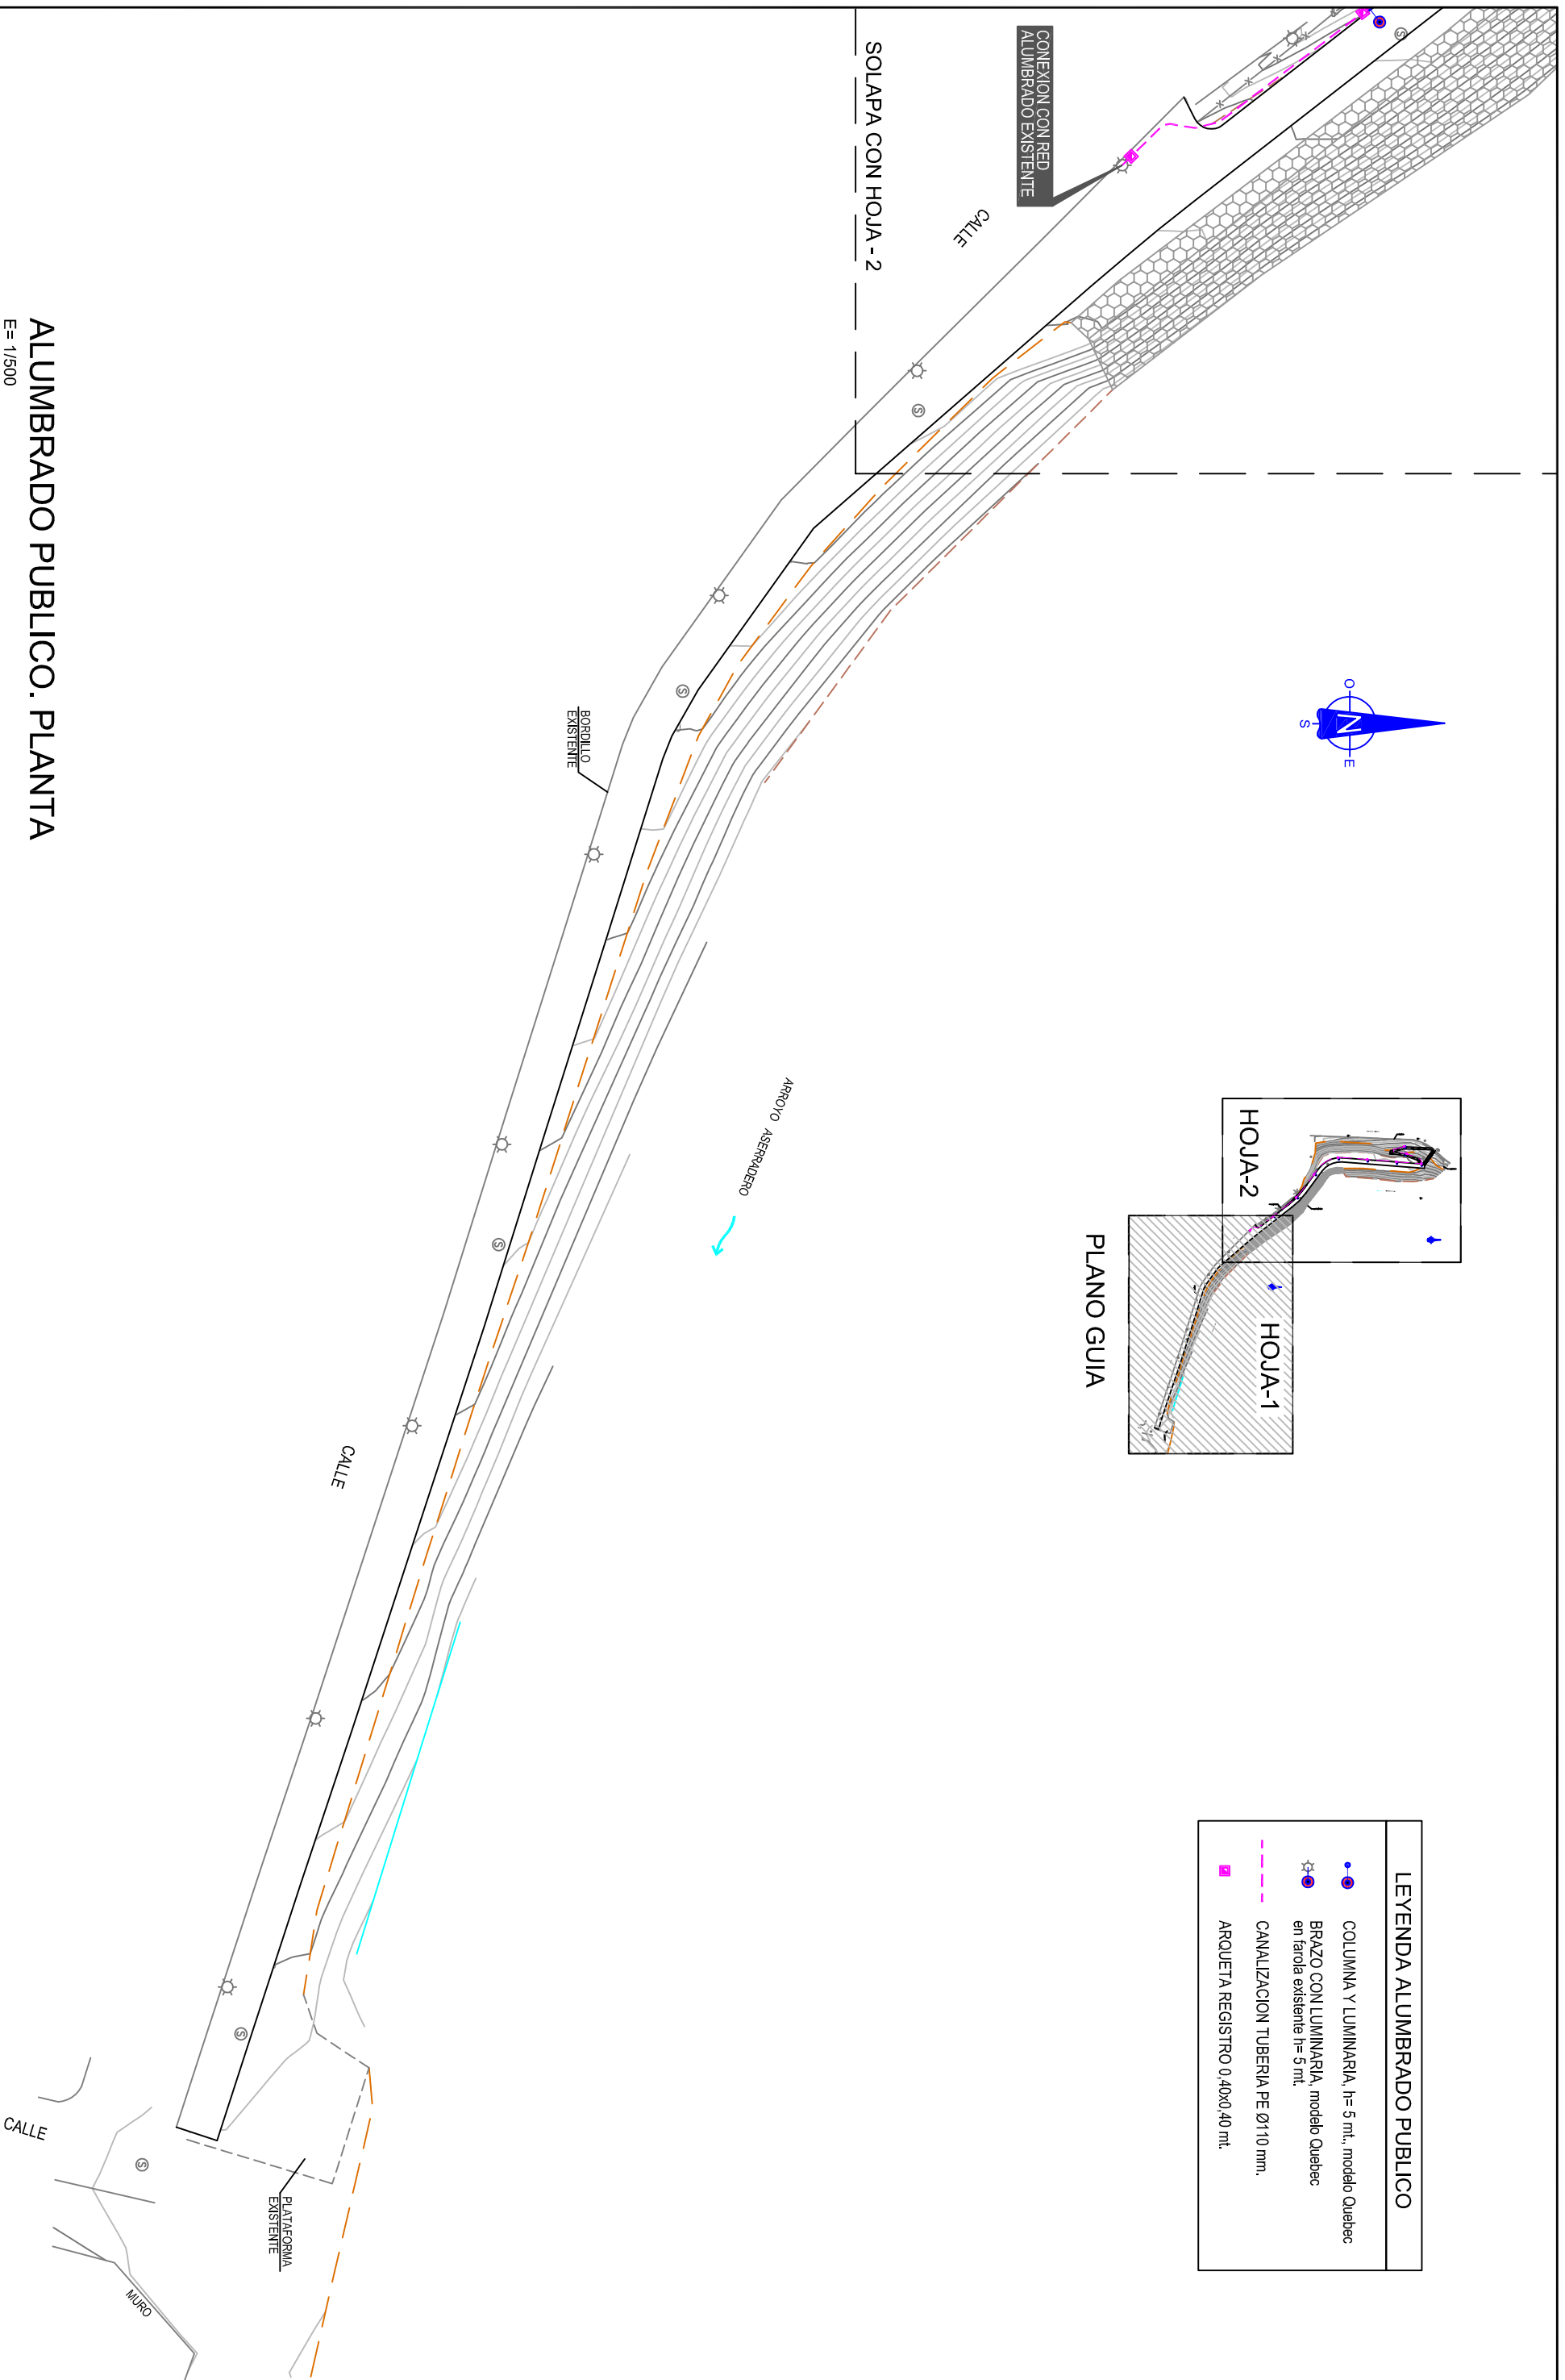 CONEXION CON RED
ALUMBRADO EXISTENTE
SOLAPA CON HOJA - 2
CALLE
S
S
N
O
E
S
BORDILLO
EXISTENTE
S
ARROYO ASERRADERO
S
HOJA-2
HOJA-1
PLANO GUIA
CALLE
LEYENDA ALUMBRADO PUBLICO
COLUMNA Y LUMINARIA, h= 5 mt., modelo Quebec
BRAZO CON LUMINARIA, modelo Quebec
en farola existente h= 5 mt.
CANALIZACION TUBERIA PE Ø110 mm.
ARQUETA REGISTRO 0,40x0,40 mt.
S
S
PLATAFORMA
EXISTENTE
CALLE
MURO
ALUMBRADO PUBLICO. PLANTA
E= 1/500